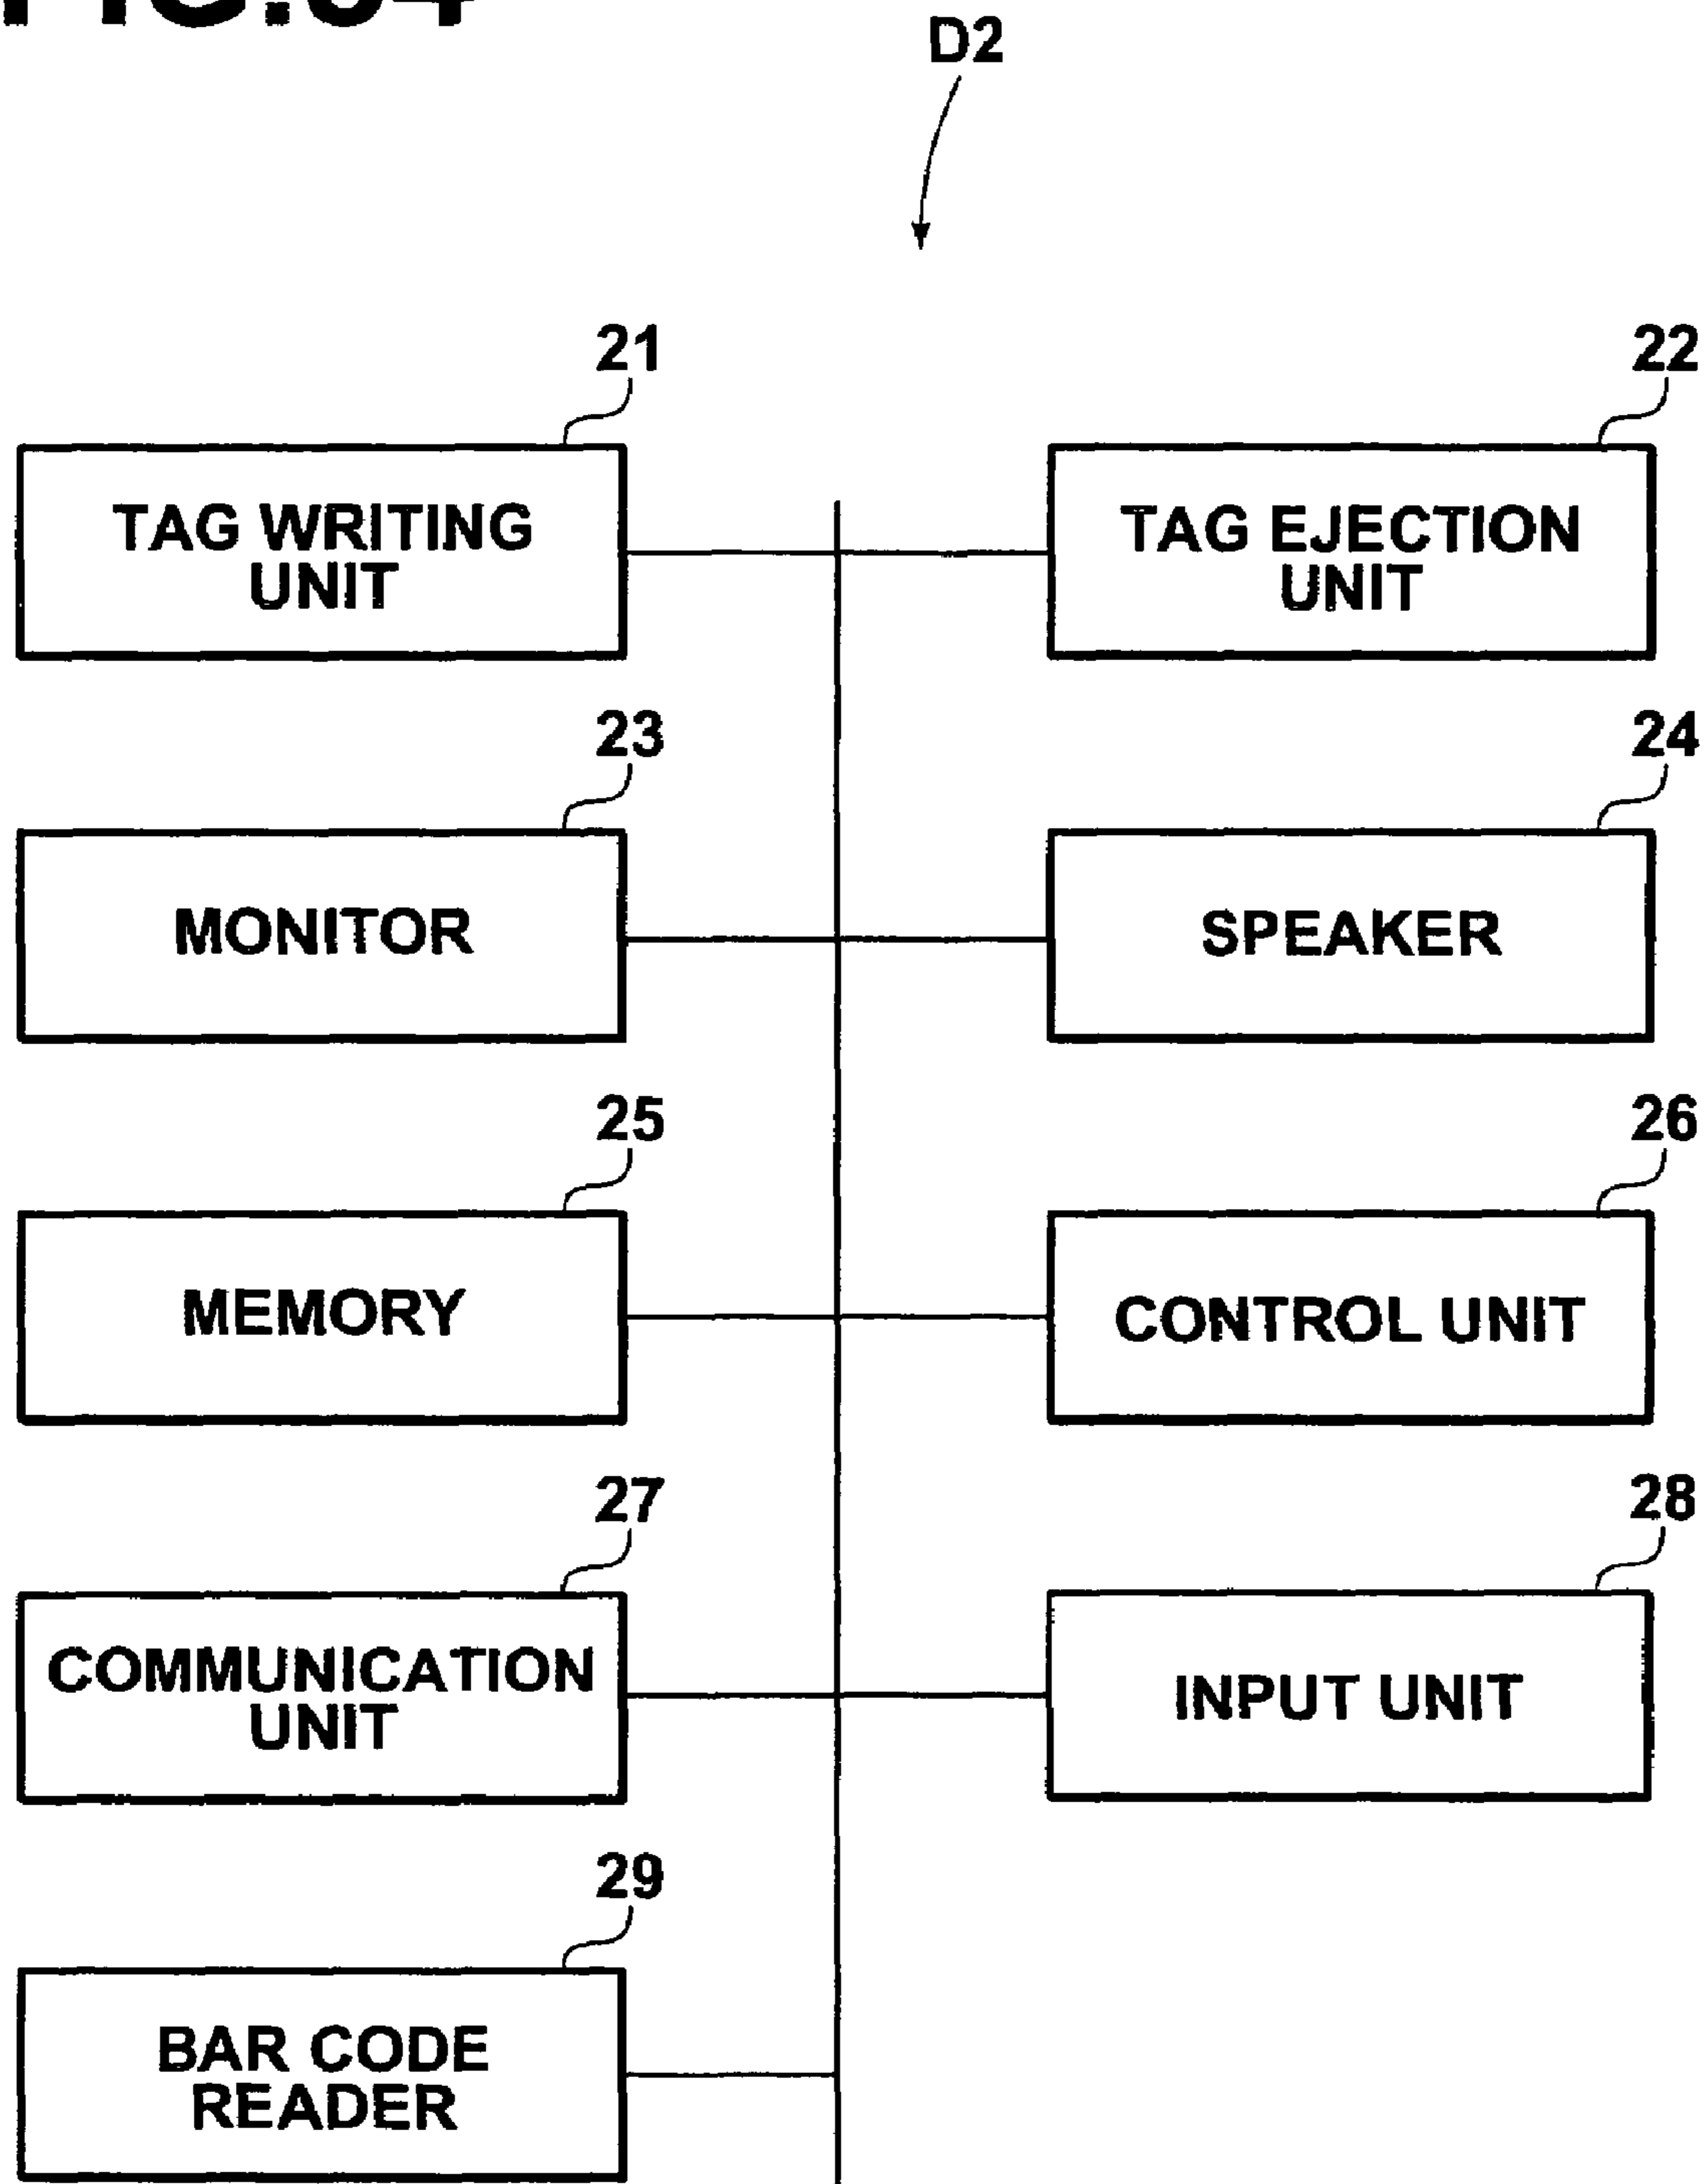 D2
21
22
TAG WRITING
UNIT
TAG EJECTION
UNIT
23
24
MONITOR
SPEAKER
25
26
MEMORY
CONTROL UNIT
27
28
COMMUNICATION
UNIT
INPUT UNIT
29
BAR CODE
READER